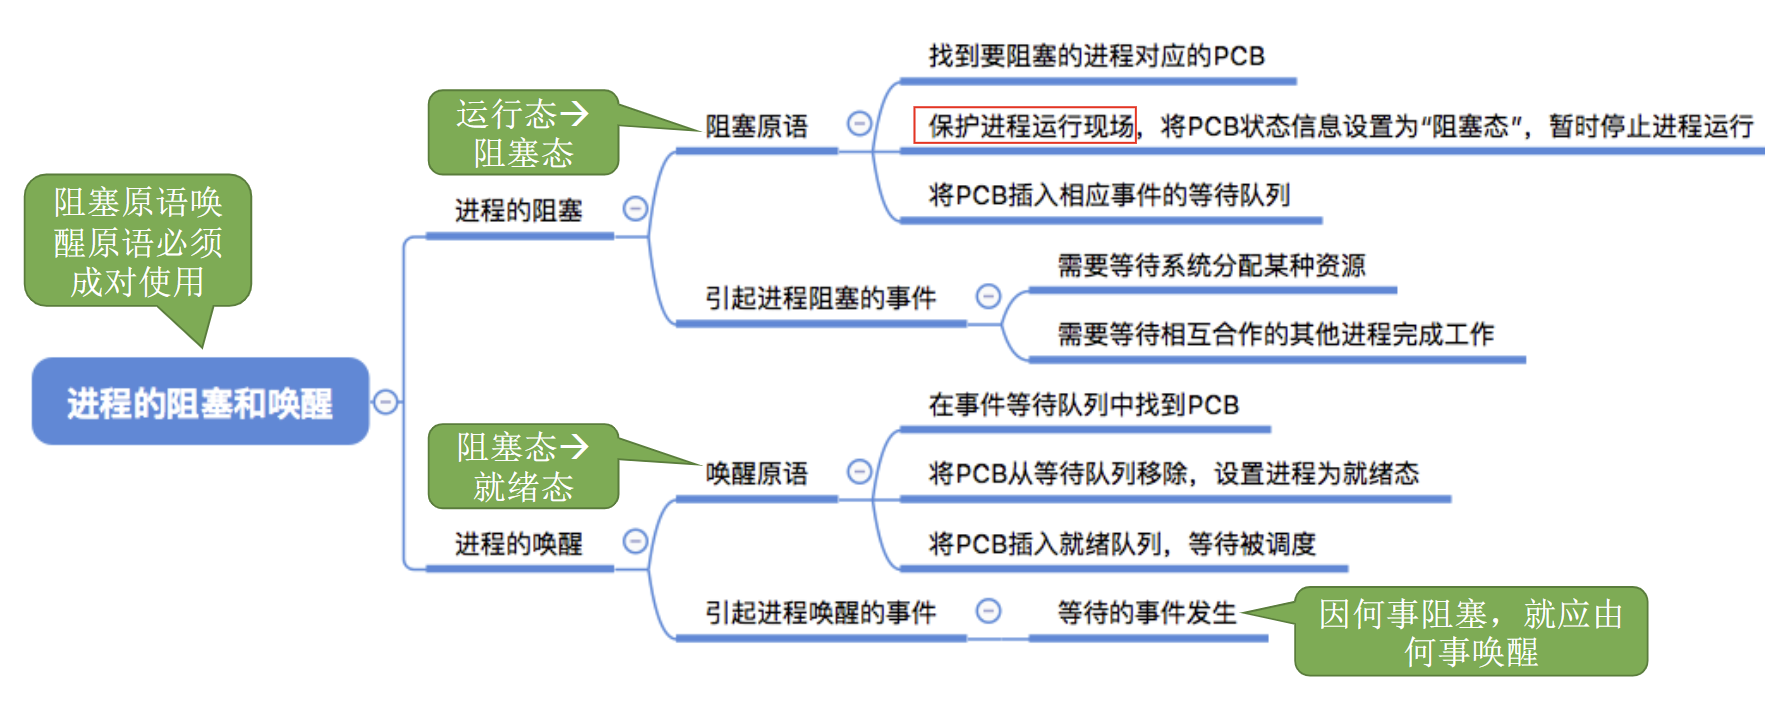 找到要阻塞的进程对应的PCB
运行态→
阻塞态
阻塞原语
保护进程运行现场，将PCB状态信息设置为“阻塞态”，暂时停止进程运行
将PCB插入相应事件的等待队列
进程的阻塞
阻塞原语唤
醒原语必须
成对使用
需要等待系统分配某种资源
引起进程阻塞的事件
需要等待相互合作的其他进程完成工作
进程的阻塞和唤醒
在事件等待队列中找到PCB
阻塞态→
就绪态
唤醒原语
将PCB从等待队列移除，设置进程为就绪态
进程的唤醒
将PCB插入就绪队列，等待被调度
引起进程唤醒的事件
等待的事件发生
因何事阻塞，就应由
何事唤醒